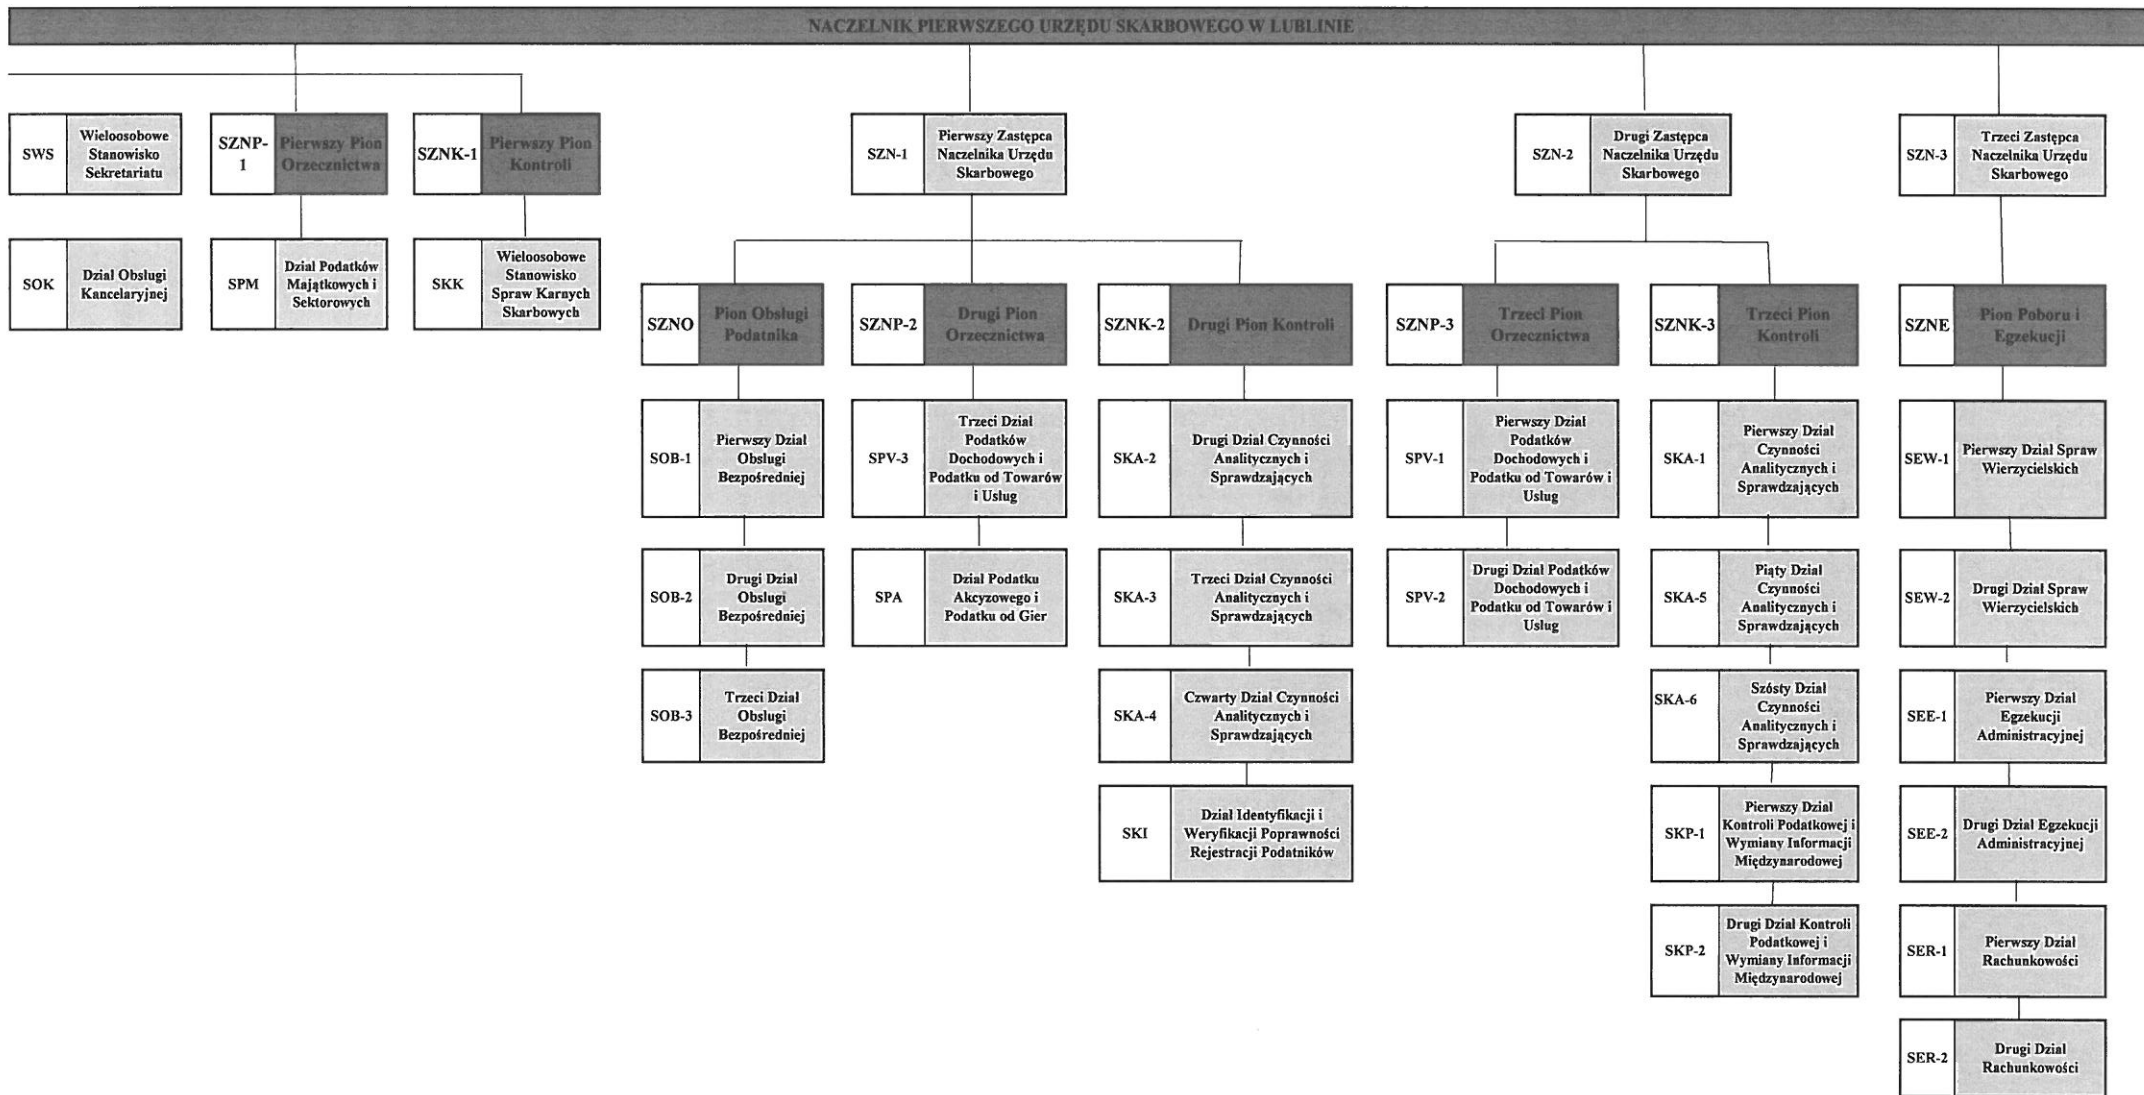 NACZELNIK PIERWSZEGO URZĘDU SKARBOWEGO W LUBLINIE
SWS
Wieloosobowe
Stanowisko
Sekretariatu
SZNP-
1
Pierwszy Pion
Orzecznictwa
SZNK-1
Pierwszy Pion
Kontroli
SZN-1
Pierwszy Zastępca
Naczelnika Urzędu
Skarbowego
SZN-2
Drugi Zastępca
Naczelnika Urzędu
Skarbowego
SZN-3
Trzeci Zastępca
Naczelnika Urzędu
Skarbowego
SOK
Dział Obsługi
Kancelaryjnej
SPM
Dział Podatków
Majątkowych i
Sektorowych
SKK
Wieloosobowe
Stanowisko
Spraw Karnych
Skarbowych
SZNO
Pion Obsługi
Podatnika
SZNP-2
Drugi Pion
Orzecznictwa
SZNK-2
Drugi Pion Kontroli
SZNP-3
Trzeci Pion
Orzecznictwa
SZNK-3
Trzeci Pion
Kontroli
SZNE
Pion Poboru i
Egzekucji
SOB-1
Pierwszy Dział
Obsługi
Bezpośredniej
SPV-3
Trzeci Dział
Podatków
Dochodowych i
Podatku od Towarów
i Usług
SKA-2
Drugi Dział Czynności
Analitycznych i
Sprawdzających
SPV-1
Pierwszy Dział
Podatków
Dochodowych i
Podatku od Towarów i
Usług
SKA-1
Pierwszy Dział
Czynności
Analitycznych i
Sprawdzających
SEW-1
Pierwszy Dział Spraw
Wierzycielskich
SOB-2
Drugi Dział
Obsługi
Bezpośredniej
SPA
Dział Podatku
Akcyzowego i
Podatku od Gier
SKA-3
Trzeci Dział Czynności
Analitycznych i
Sprawdzających
SPV-2
Drugi Dział Podatków
Dochodowych i
Podatku od Towarów i
Usług
SKA-5
Piąty Dział
Czynności
Analitycznych i
Sprawdzających
SEW-2
Drugi Dział Spraw
Wierzycielskich
SOB-3
Trzeci Dział
Obsługi
Bezpośredniej
SKA-4
Czwarty Dział Czynności
Analitycznych i
Sprawdzających
SKA-6
Szósty Dział
Czynności
Analitycznych i
Sprawdzających
SEE-1
Pierwszy Dział
Egzekucji
Administracyjnej
SKI
Dział Identyfikacji i
Weryfikacji Poprawności
Rejestracji Podatników
SKP-1
Pierwszy Dział
Kontroli Podatkowej i
Wymiany Informacji
Międzynarodowej
SEE-2
Drugi Dział Egzekucji
Administracyjnej
SKP-2
Drugi Dział Kontroli
Podatkowej i
Wymiany Informacji
Międzynarodowej
SER-1
Pierwszy Dział
Rachunkowości
SER-2
Drugi Dział
Rachunkowości